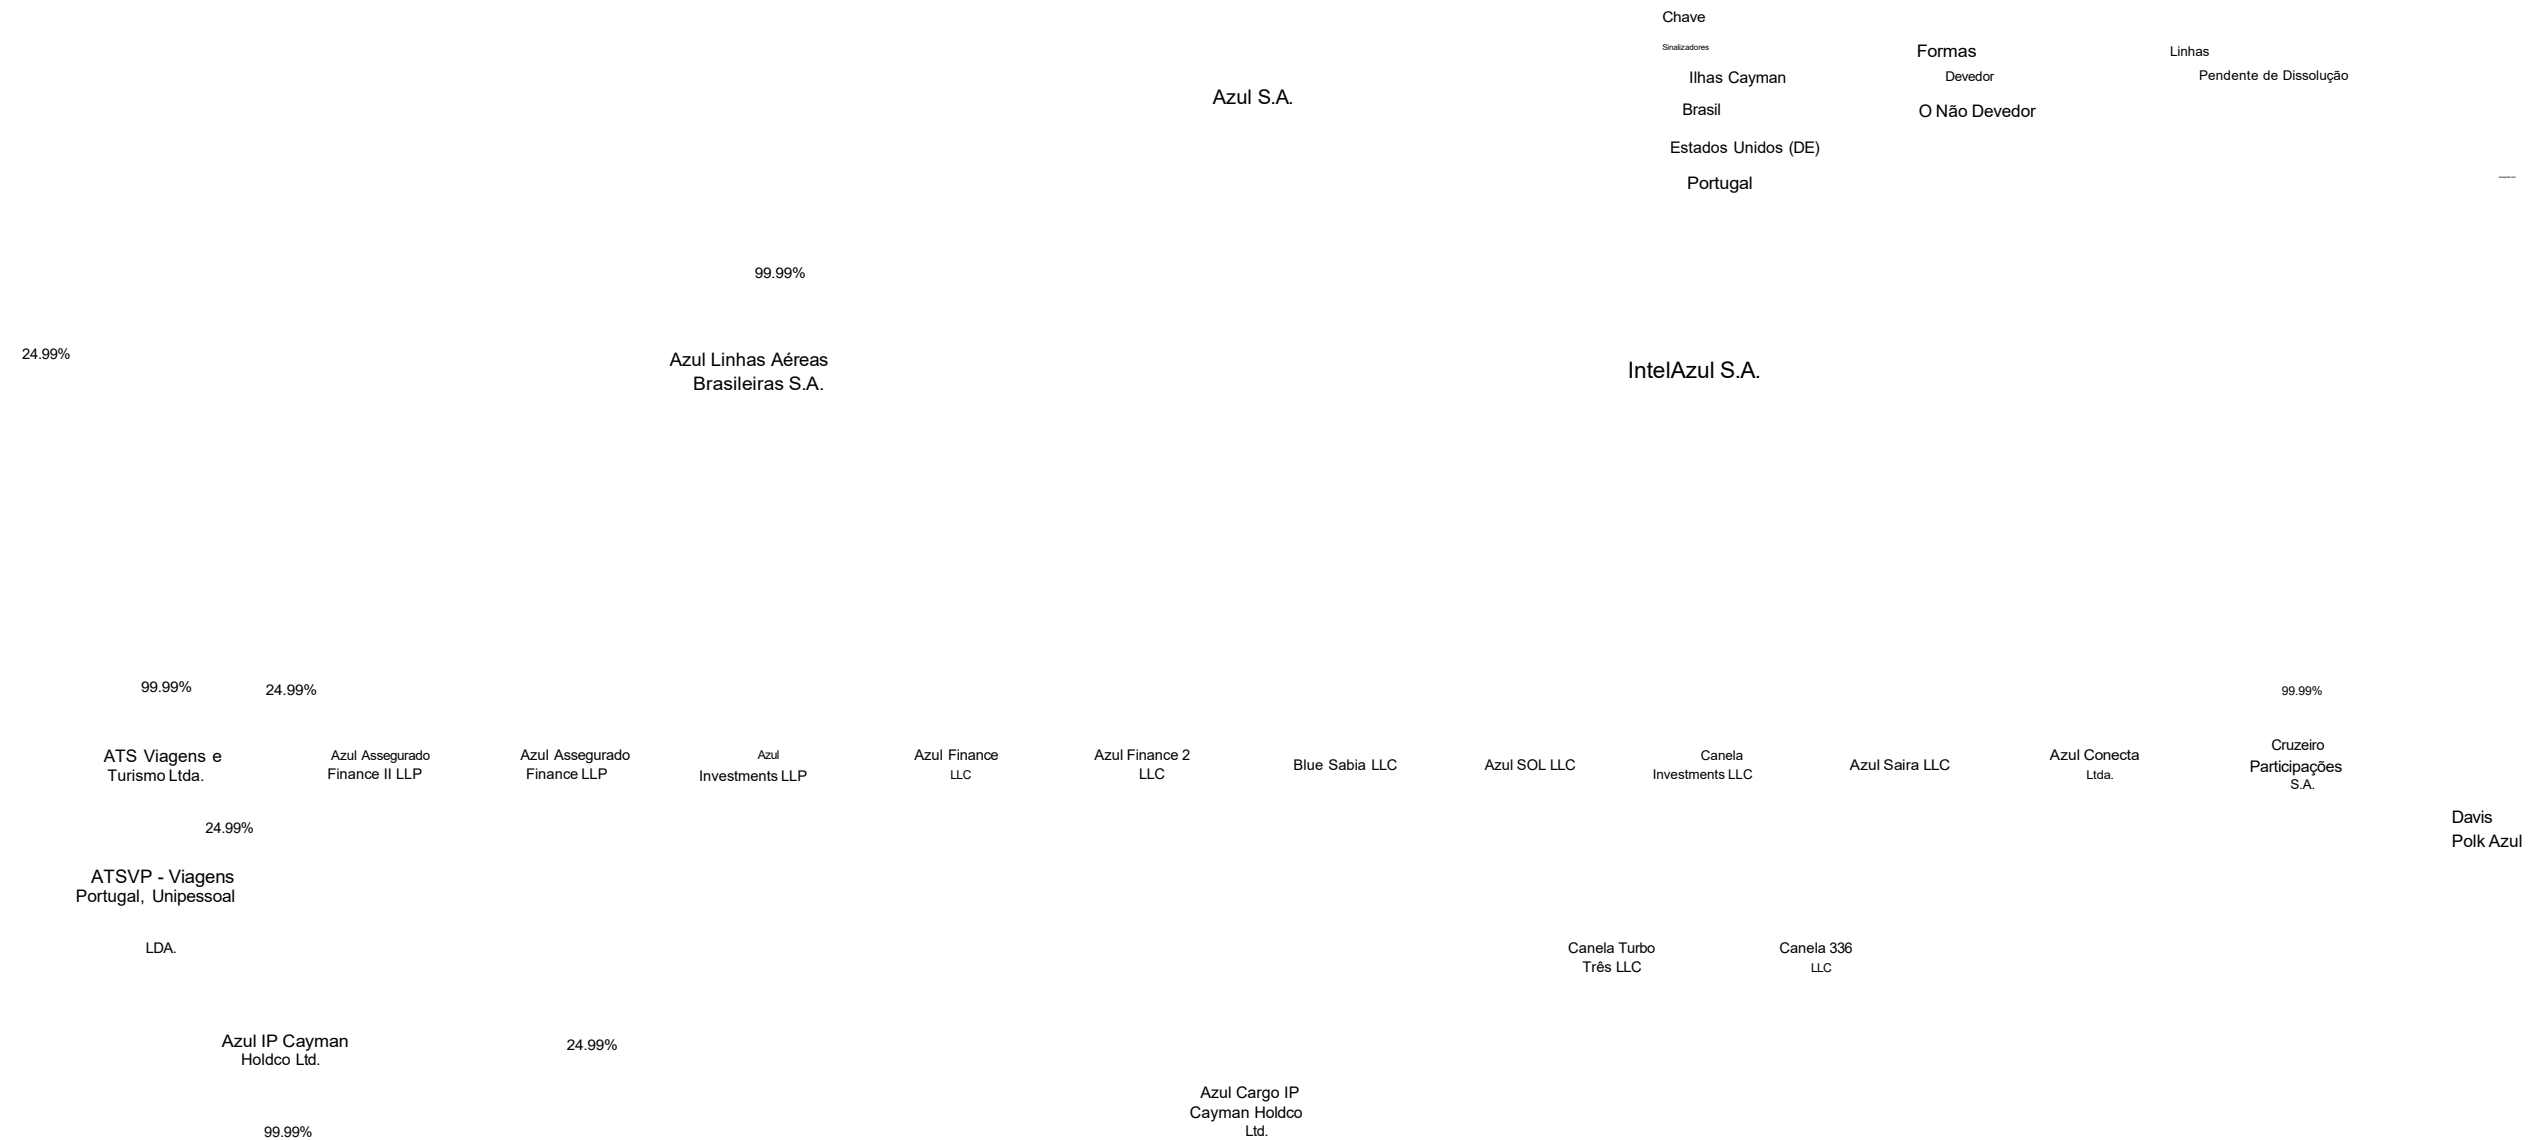 Chave
Sinalizadores
Formas
Linhas
Ilhas Cayman
Devedor
Pendente de Dissolução
Azul S.A.
Brasil
O Não Devedor
Estados Unidos (DE)
Portugal
99.99%
24.99%
Azul Linhas Aéreas
Brasileiras S.A.
IntelAzul S.A.
99.99%
24.99%
99.99%
ATS Viagens e
Turismo Ltda.
Azul Assegurado
Finance II LLP
Azul Assegurado
Finance LLP
Azul
Investments LLP
Azul Finance
LLC
Azul Finance 2
LLC
Blue Sabia LLC
Azul SOL LLC
Canela
Investments LLC
Azul Saira LLC
Azul Conecta
Ltda.
Cruzeiro
Participações
S.A.
Davis
Polk Azul
24.99%
ATSVP - Viagens
Portugal, Unipessoal
LDA.
Canela Turbo
Três LLC
Canela 336
LLC
Azul IP Cayman
Holdco Ltd.
24.99%
Azul Cargo IP
Cayman Holdco
Ltd.
99.99%